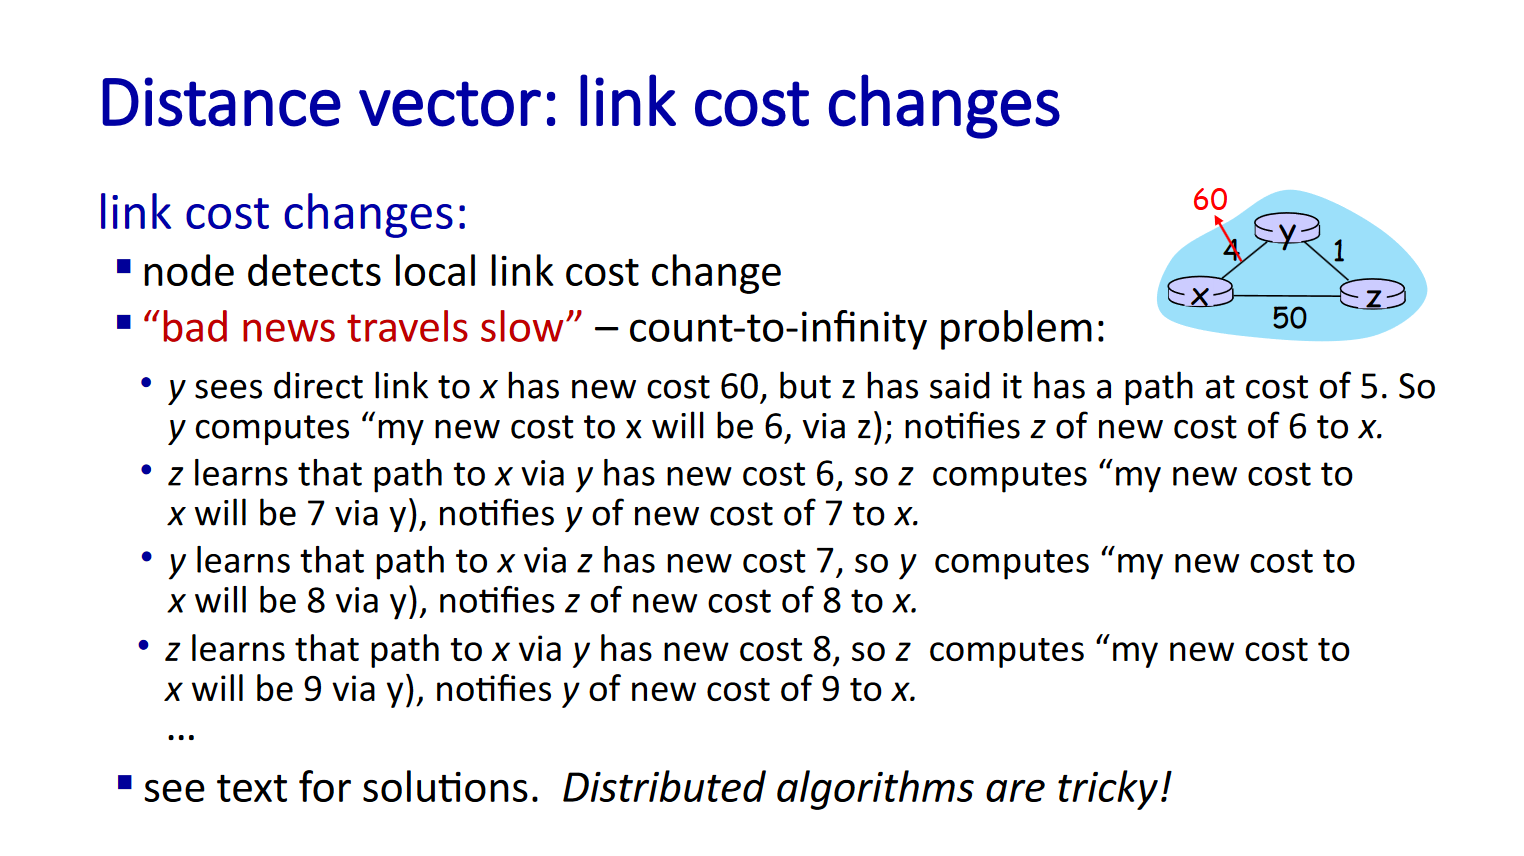 Distance vector: link cost changes
link cost changes:
60
y
4
1
x
z
50
▪ node detects local link cost change
▪ “bad news travels slow” – count-to-infinity problem:
• y sees direct link to x has new cost 60, but z has said it has a path at cost of 5. So
y computes “my new cost to x will be 6, via z); notifies z of new cost of 6 to x.
• z learns that path to x via y has new cost 6, so z computes “my new cost to
x will be 7 via y), notifies y of new cost of 7 to x.
• y learns that path to x via z has new cost 7, so y computes “my new cost to
x will be 8 via y), notifies z of new cost of 8 to x.
• z learns that path to x via y has new cost 8, so z computes “my new cost to
x will be 9 via y), notifies y of new cost of 9 to x.
...
▪ see text for solutions. Distributed algorithms are tricky!